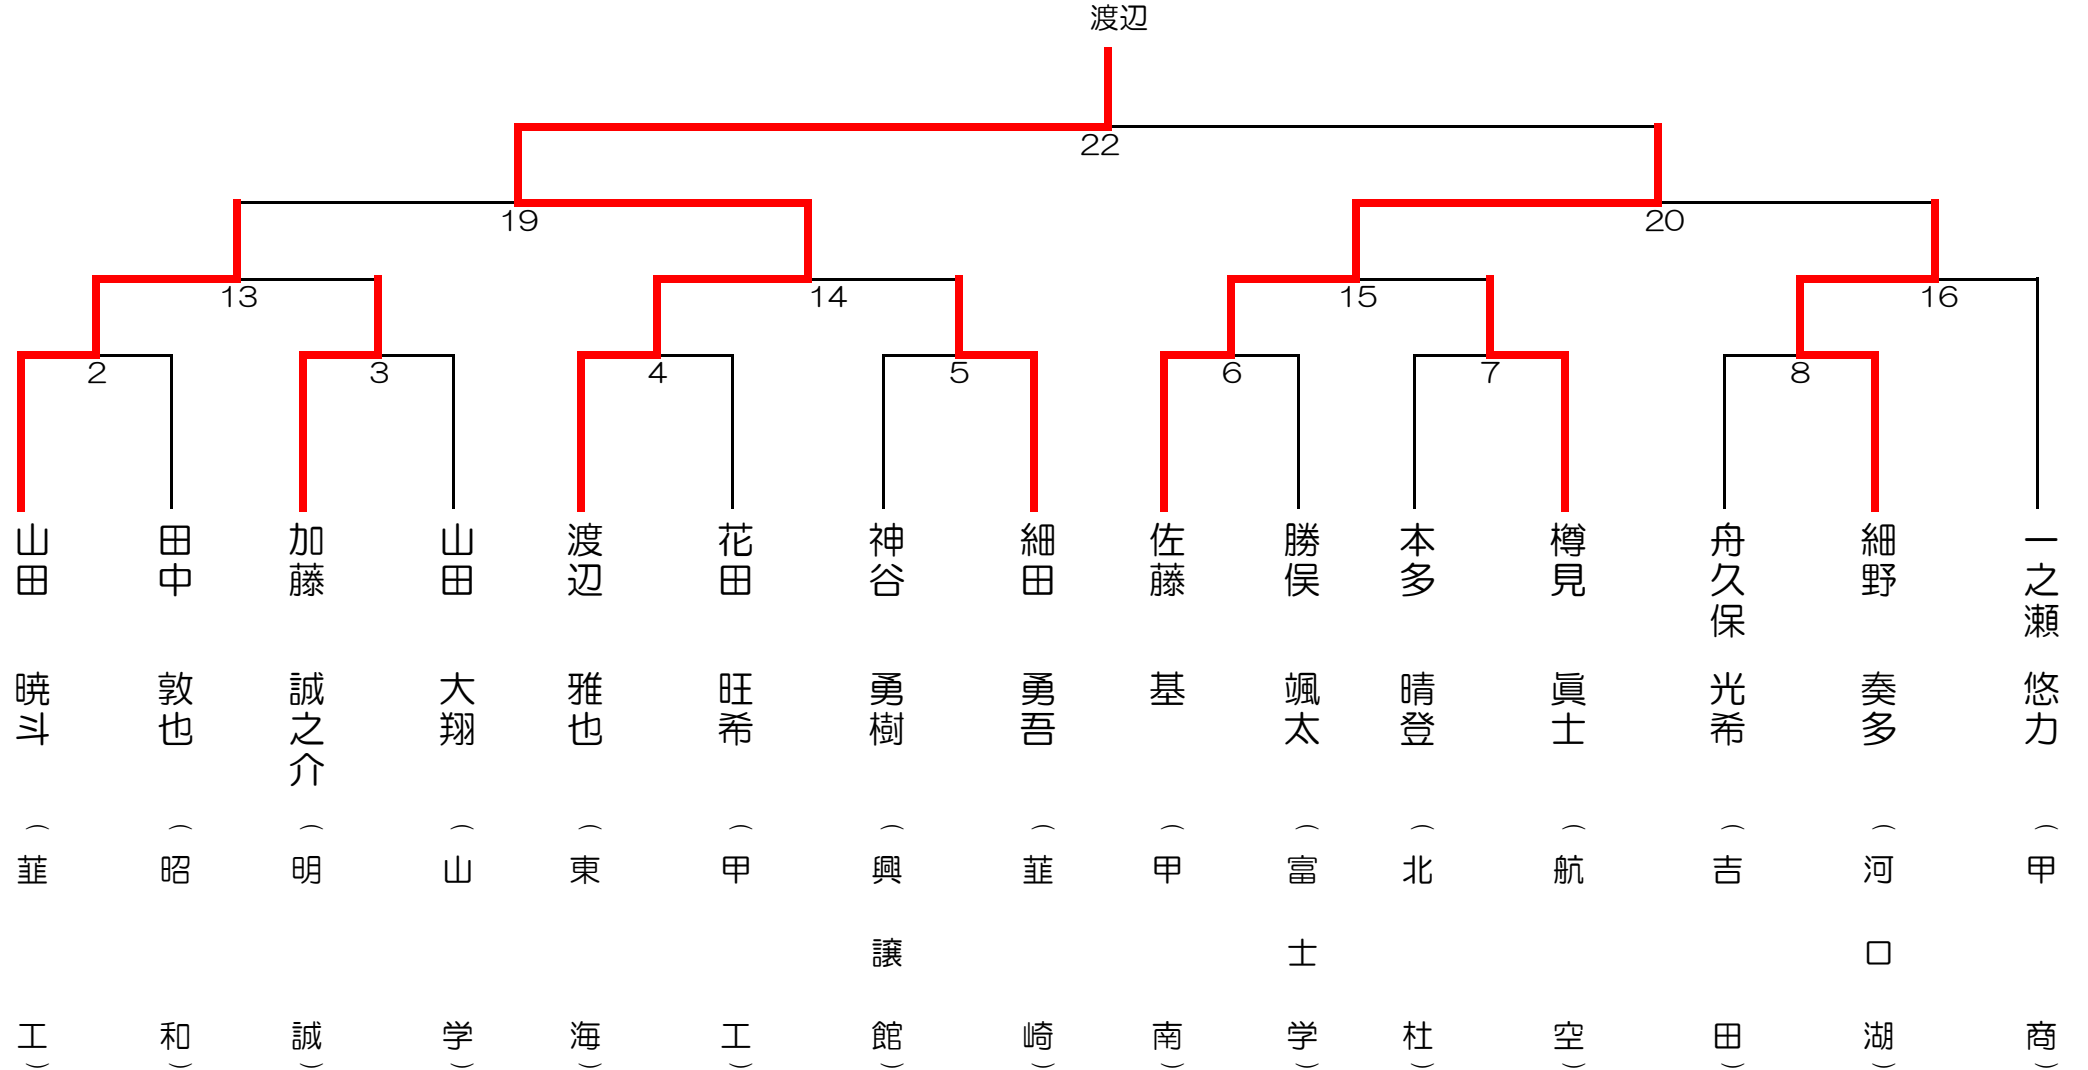 渡辺
22
19
20
13
14
15
16
2
3
4
5
6
7
8
山田 暁斗 （韮工）
田中 敦也 （昭和）
加藤 誠之介 （明誠）
山田 大翔 （山学）
渡辺 雅也 （東海）
花田 旺希 （甲工）
神谷 勇樹 （興譲館）
細田 勇吾 （韮崎）
佐藤 基 （甲南）
勝俣 颯太 （富士学）
本多 晴登 （北杜）
樽見 眞士 （航空）
舟久保 光希 （吉田）
細野 奏多 （河口湖）
一之瀬 悠力 （甲商）